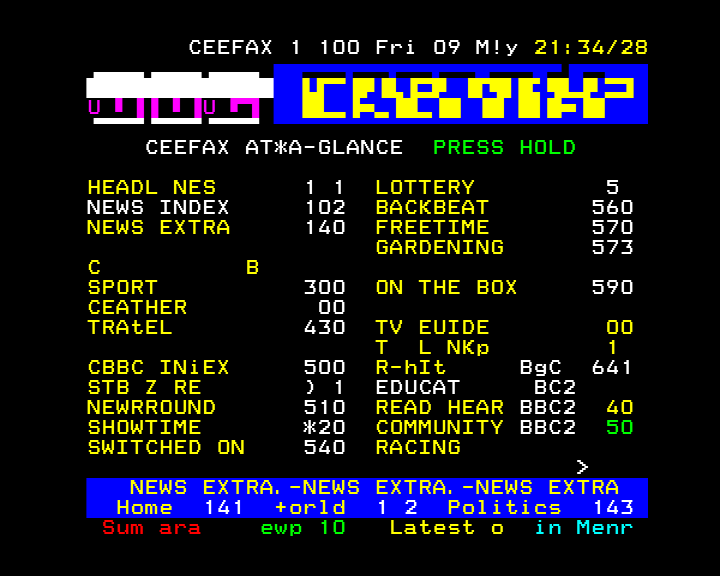 CEEFAX 1 100 Fri 09 M!y 21:34/28
CEEFAX AT*A-GLANCE PRESS HOLD
HEADL NES 1 1 LOTTERY 5
NEWS INDEX 102 BACKBEAT 560
NEWS EXTRA 140 FREETIME 570
GARDENING 573
C B
SPORT 300 ON THE BOX 590
CEATHER 00
TRAtEL 430 TV EUIDE 00
T L NKp 1
CBBC INiEX 500 R-hIt BgC 641
STB Z RE ) 1 EDUCAT BC2
NEWRROUND 510 READ HEAR BBC2 40
SHOWTIME *20 COMMUNITY BBC2 50
SWITCHED ON 540 RACING
>
NEWS EXTRA.-NEWS EXTRA.-NEWS EXTRA
Home 141 +orld 1 2 Politics 143
Sum ara ewp 10 Latest o in Menr